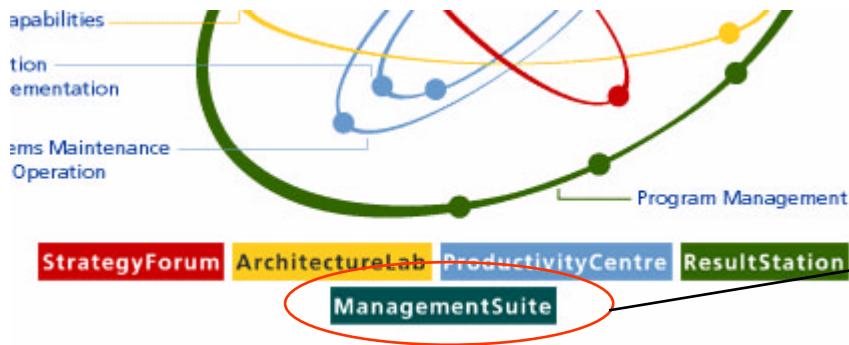 apabilities
tion
ementation
ems Maintenance
Operation
Program Management
StrategyForum ArchitectureLab ProductivityCentre ResultStation
ManagementSuite